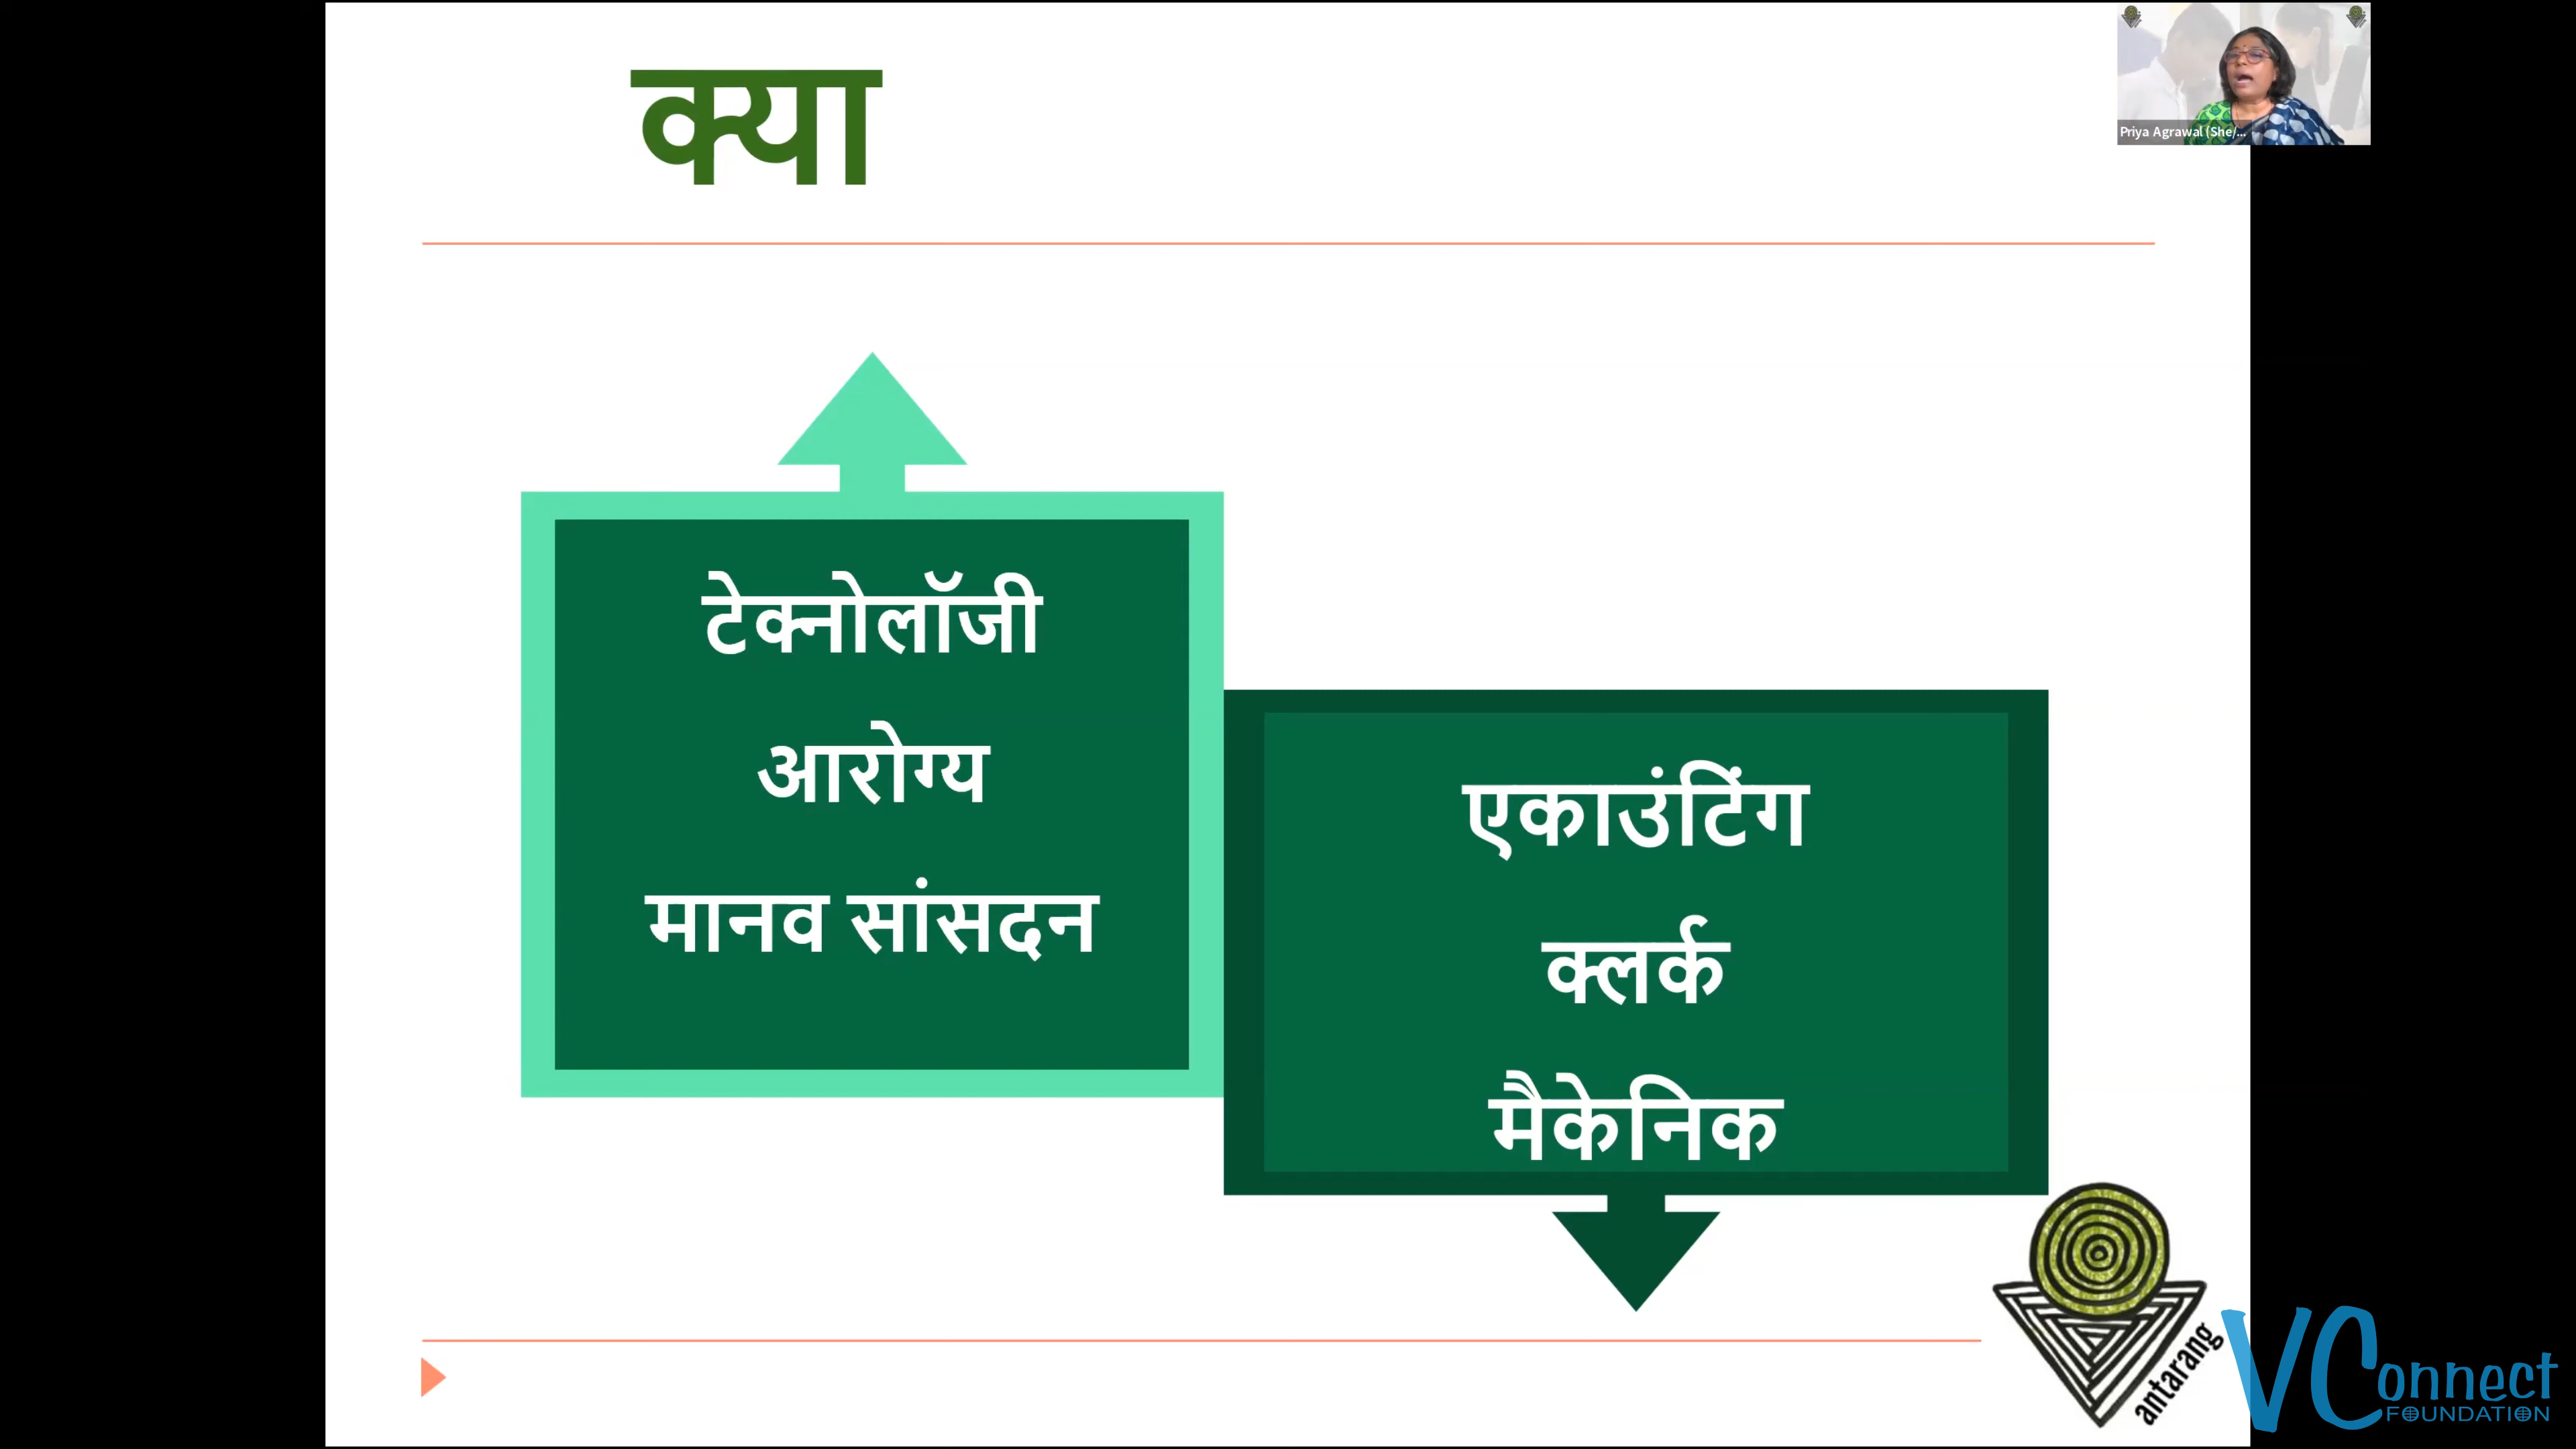 क्या
Priya Agrawal (She/...
टेक्नोलॉजी
आरोग्य
मानव सांसदन
एकाउंटिंग
क्लर्क
मैकेनिक
antarang
VConnect
FOUNDATION